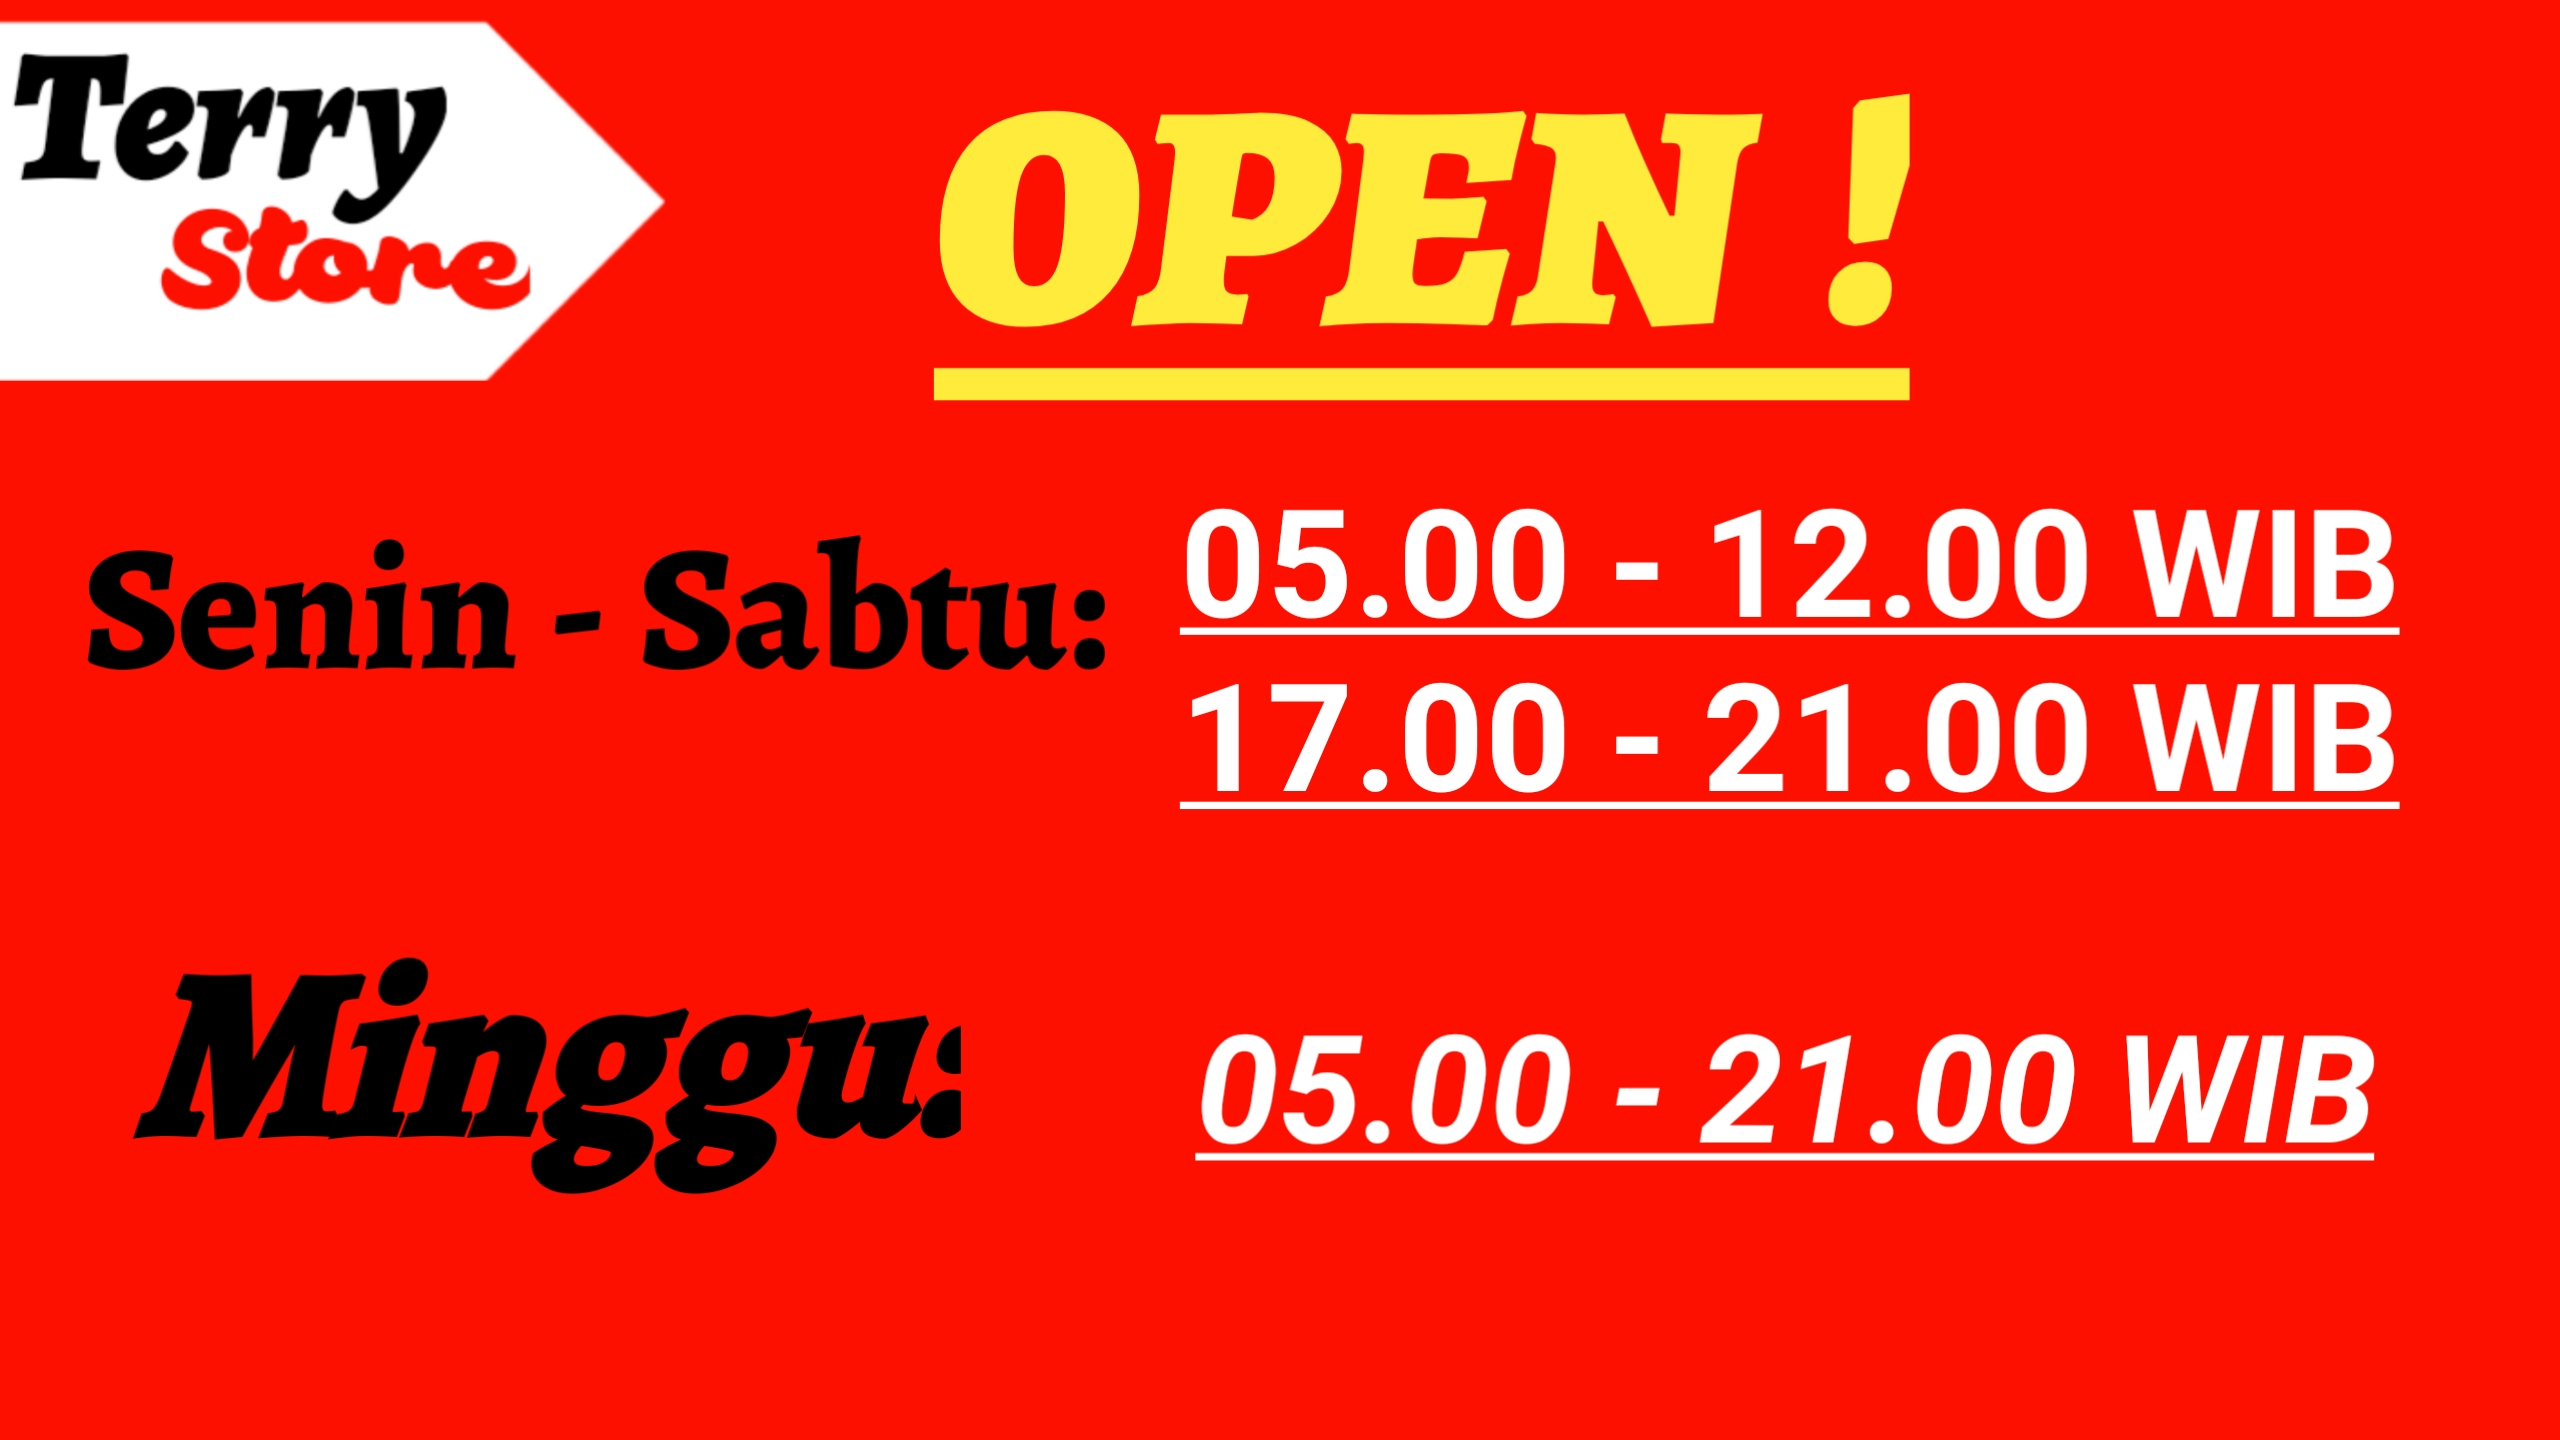 Terry
Store
OPEN !
Senin - Sabtu:
05.00 - 12.00 WIB
17.00 - 21.00 WIB
Minggu:
05.00 - 21.00 WIB